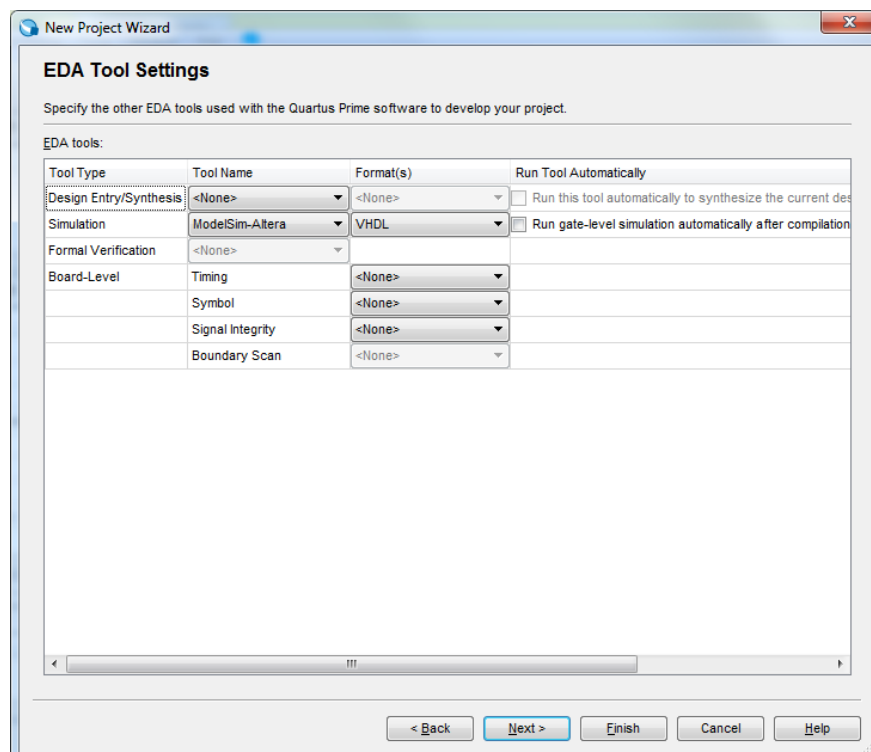 New Project Wizard
EDA Tool Settings
Specify the other EDA tools used with the Quartus Prime software to develop your project.
EDA tools:
Tool Type Tool Name Format(s) Run Tool Automatically
Design Entry/Synthesis <None> <None> Run this tool automatically to synthesize the current des
Simulation ModelSim-Altera VHDL Run gate-level simulation automatically after compilation
Formal Verification <None>
Board-Level Timing <None>
Symbol <None>
Signal Integrity <None>
Boundary Scan <None>
< Back Next > Finish Cancel Help